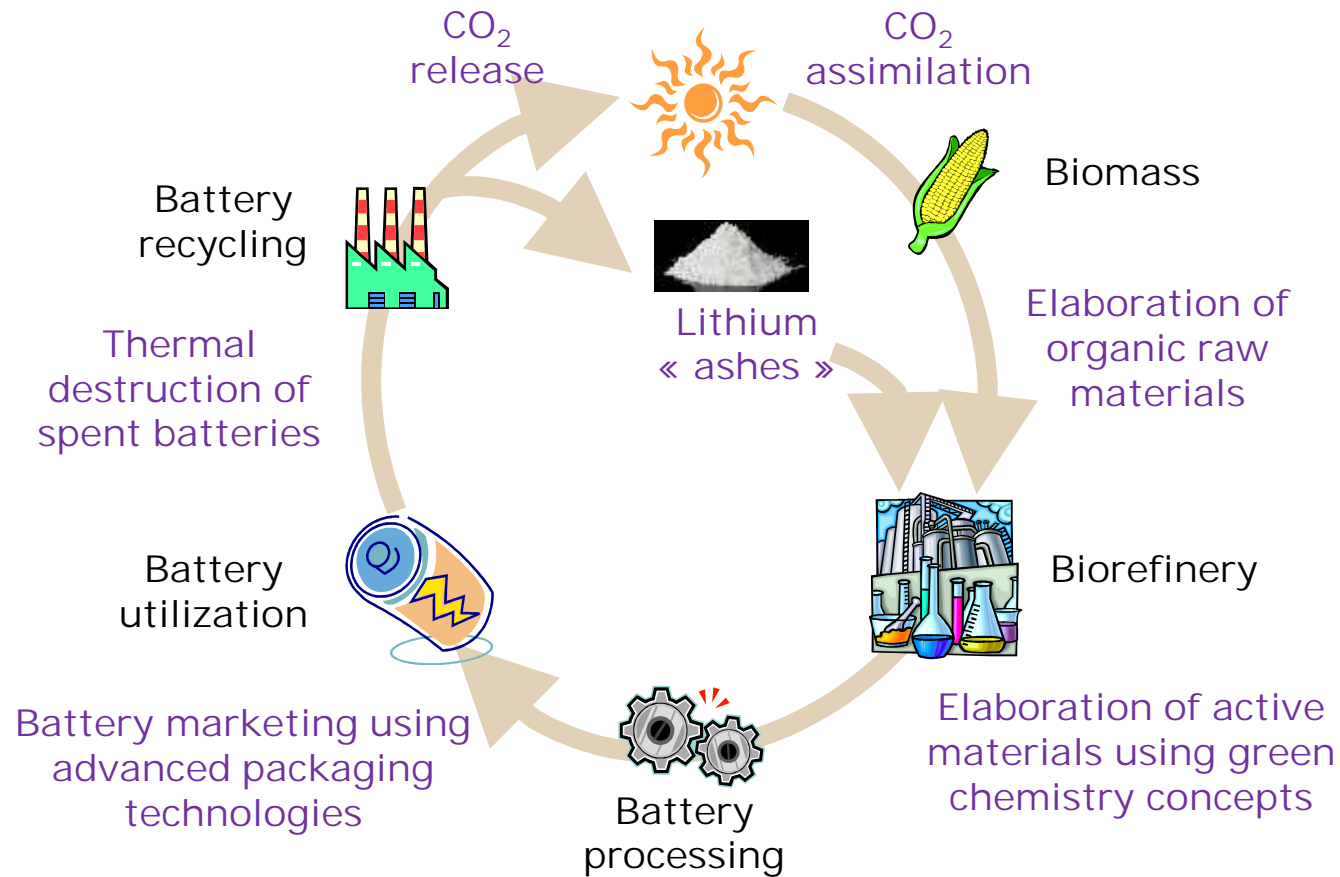 CO₂
release
CO₂
assimilation
Biomass
Battery
recycling
Lithium
« ashes »
Elaboration of
organic raw
materials
Thermal
destruction of
spent batteries
Battery
utilization
Biorefinery
Battery marketing using
advanced packaging
technologies
Elaboration of active
materials using green
chemistry concepts
Battery
processing